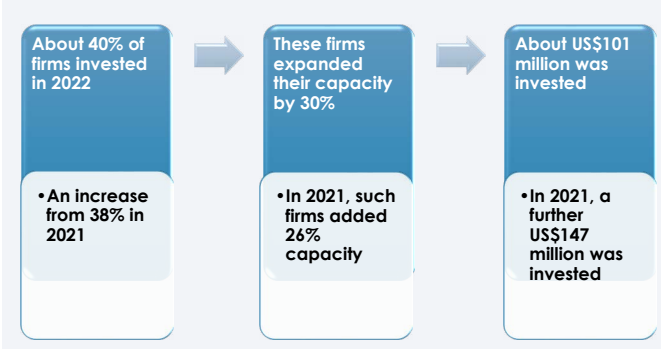 About 40% of
firms invested
in 2022
•An increase
from 38% in
2021
These firms
expanded
their capacity
by 30%
•In 2021, such
firms added
26%
capacity
About US$101
million was
invested
•In 2021, a
further
US$147
million was
invested